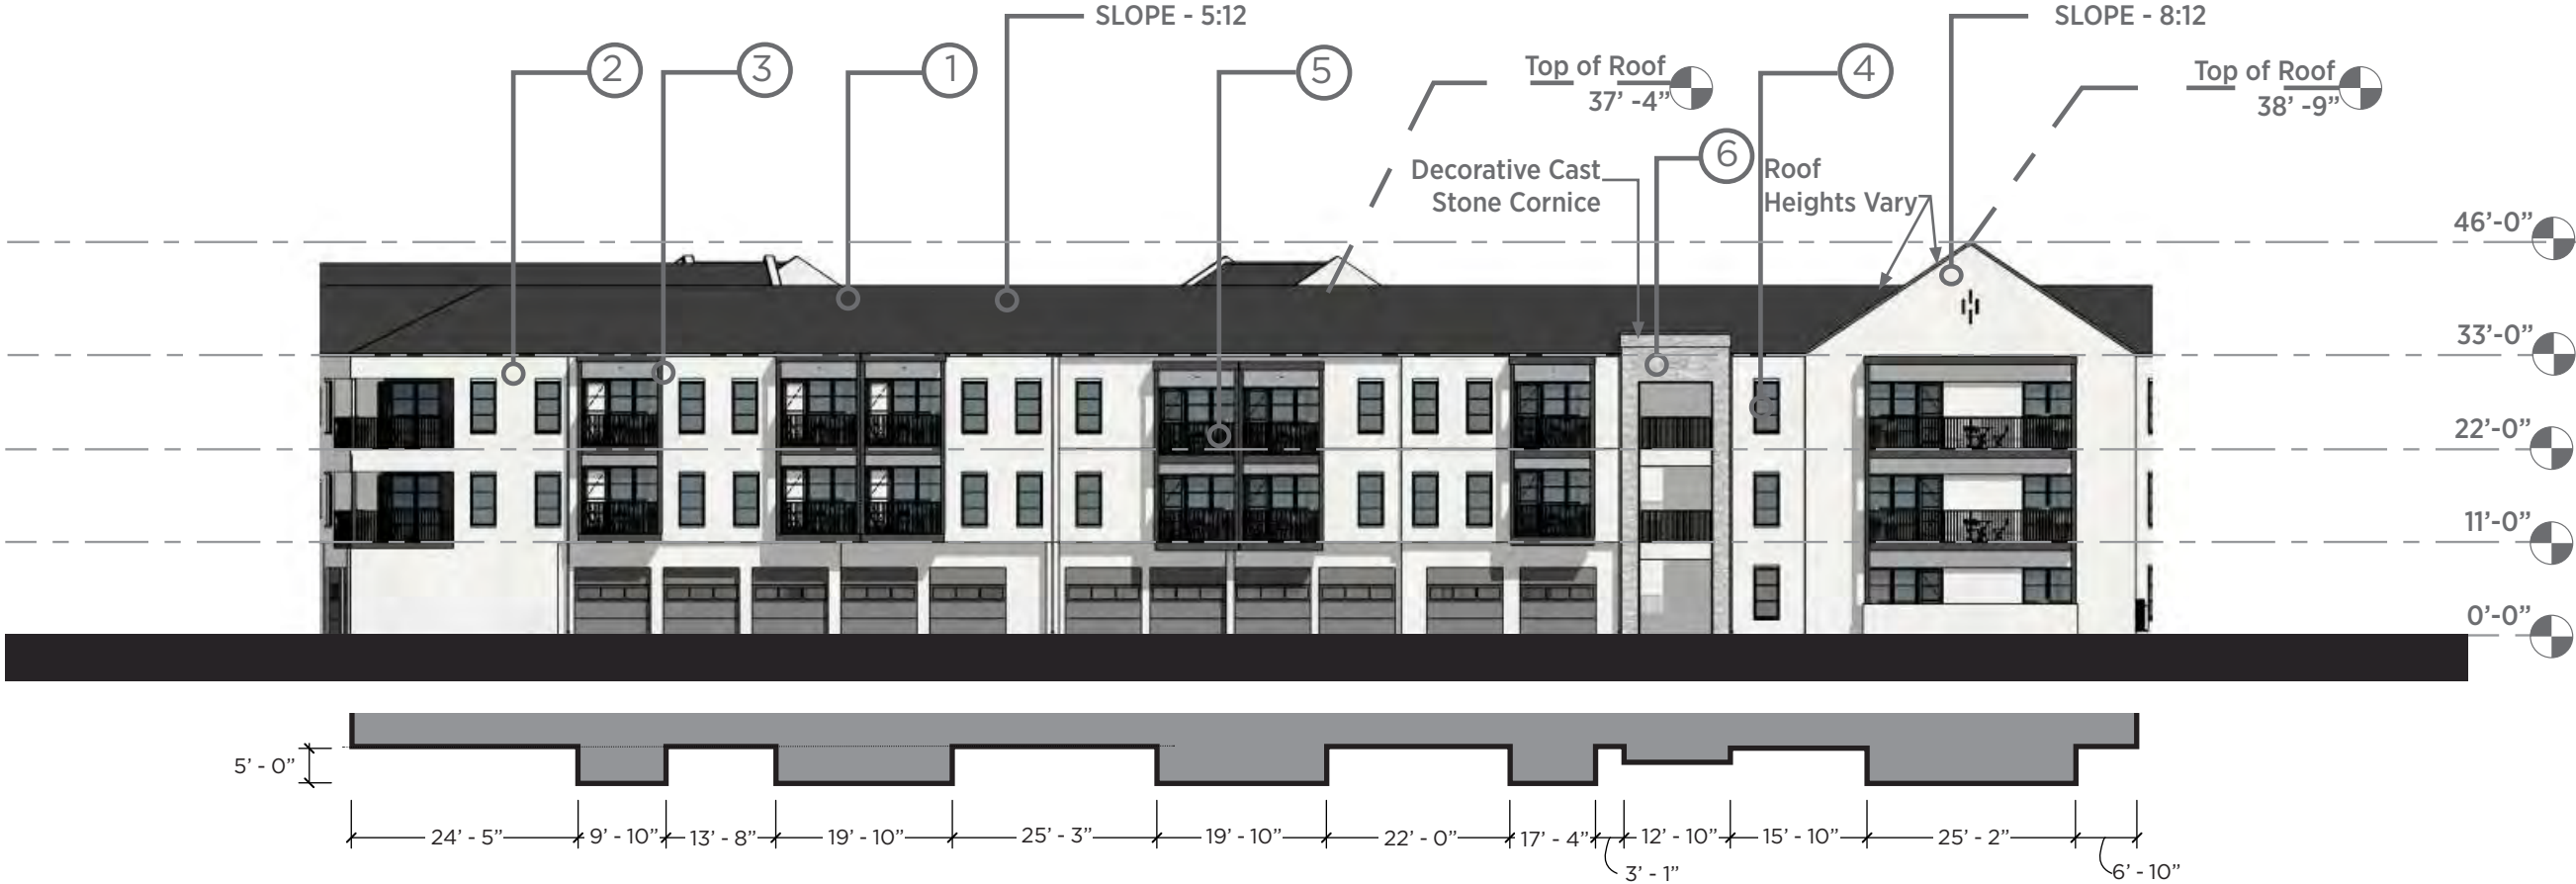 SLOPE - 5:12
SLOPE - 8:12
2
3
1
5
4
Top of Roof
37’ -4”
Top of Roof
38’ -9”
6
Decorative Cast
Stone Cornice
Roof
Heights Vary
46’-0”
33’-0”
22’-0”
11’-0”
0’-0”
5’ - 0”
24’ - 5”
9’ - 10”
13’ - 8”
19’ - 10”
25’ - 3”
19’ - 10”
22’ - 0”
17’ - 4”
12’ - 10”
15’ - 10”
25’ - 2”
3’ - 1”
6’ - 10”